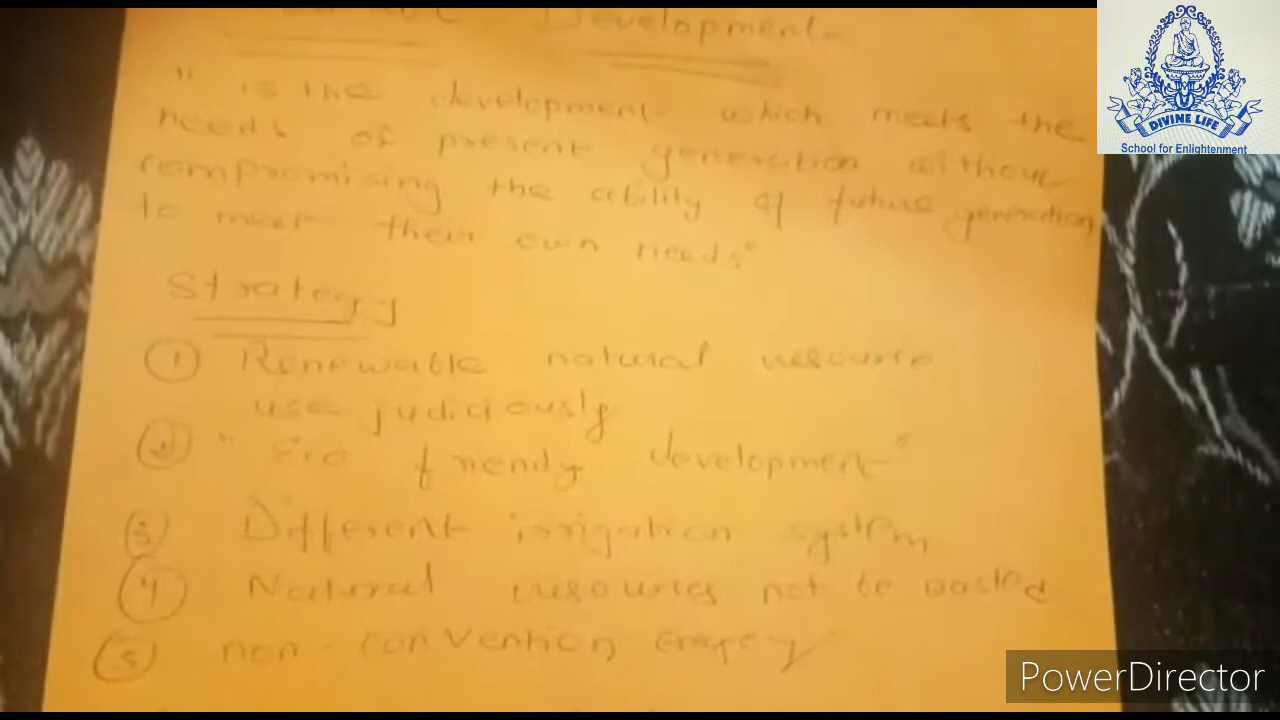 Development
" is the development which meets the
needs of present generation without
compromising the ability of future generation
to meet their own needs"
Strategy
① Renewable natural resource
use judiciously
② "Eco friendly development"
③ Different irrigation system
④ Natural resources not be wasted
⑤ non-convention
DIVINE LIFE
School for Enlightenment
PowerDirector